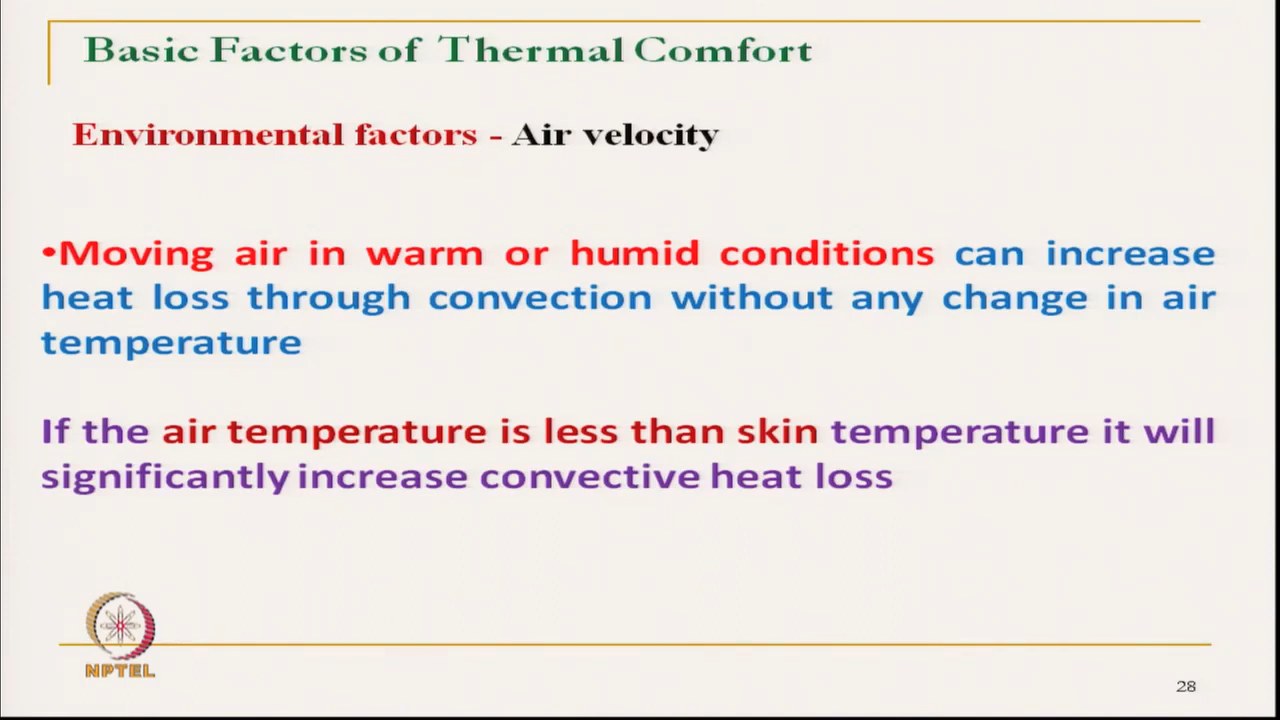 Basic Factors of Thermal Comfort
Environmental factors - Air velocity
•Moving air in warm or humid conditions can increase
heat loss through convection without any change in air
temperature
If the air temperature is less than skin temperature it will
significantly increase convective heat loss
NPTEL
28